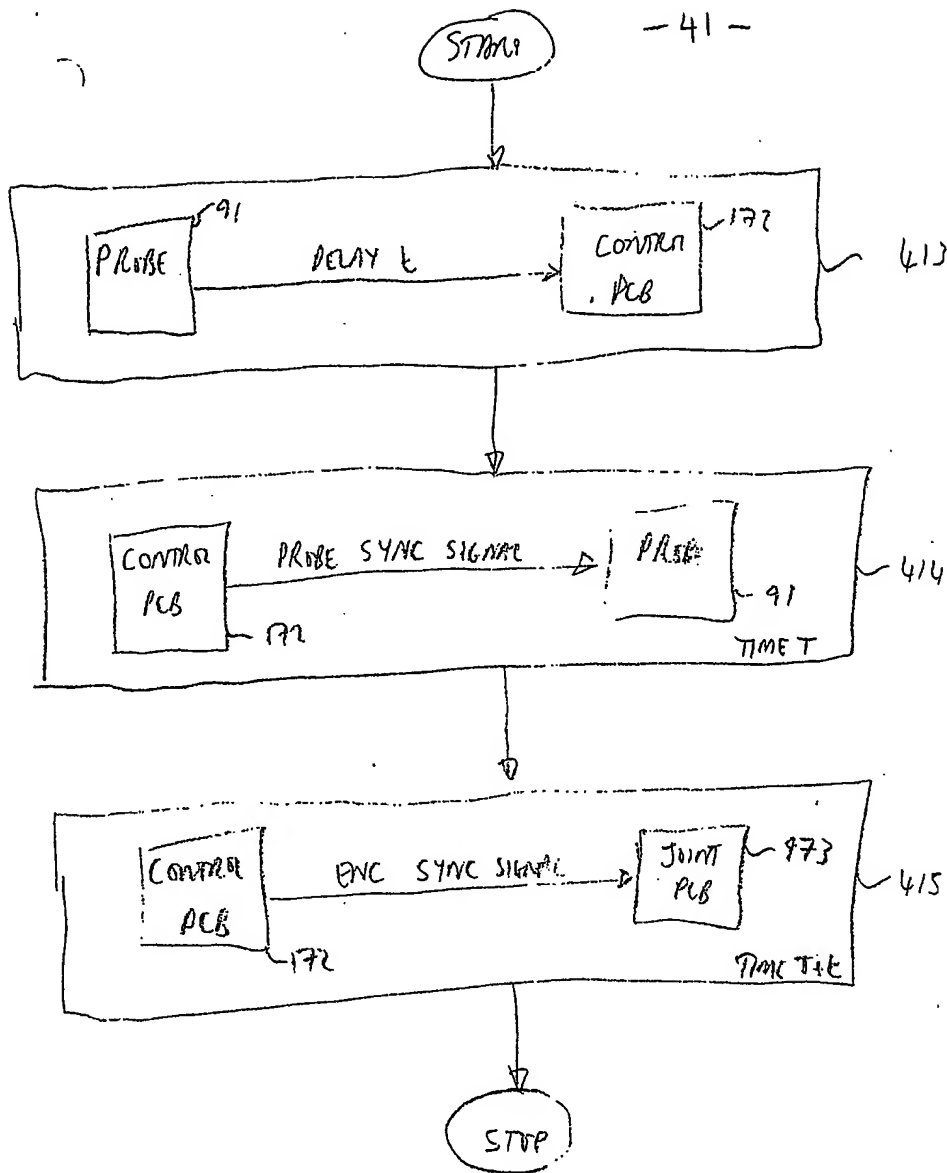 - 41 -
START
91
PROBE
DELAY t
172
CONTROL
PCB
413
CONTROL
PCB
172
PROBE SYNC SIGNAL
PROBE
91
TIME T
414
CONTROL
PCB
172
ENC SYNC SIGNAL
JOINT
PCB
173
TIME T+t
415
STOP